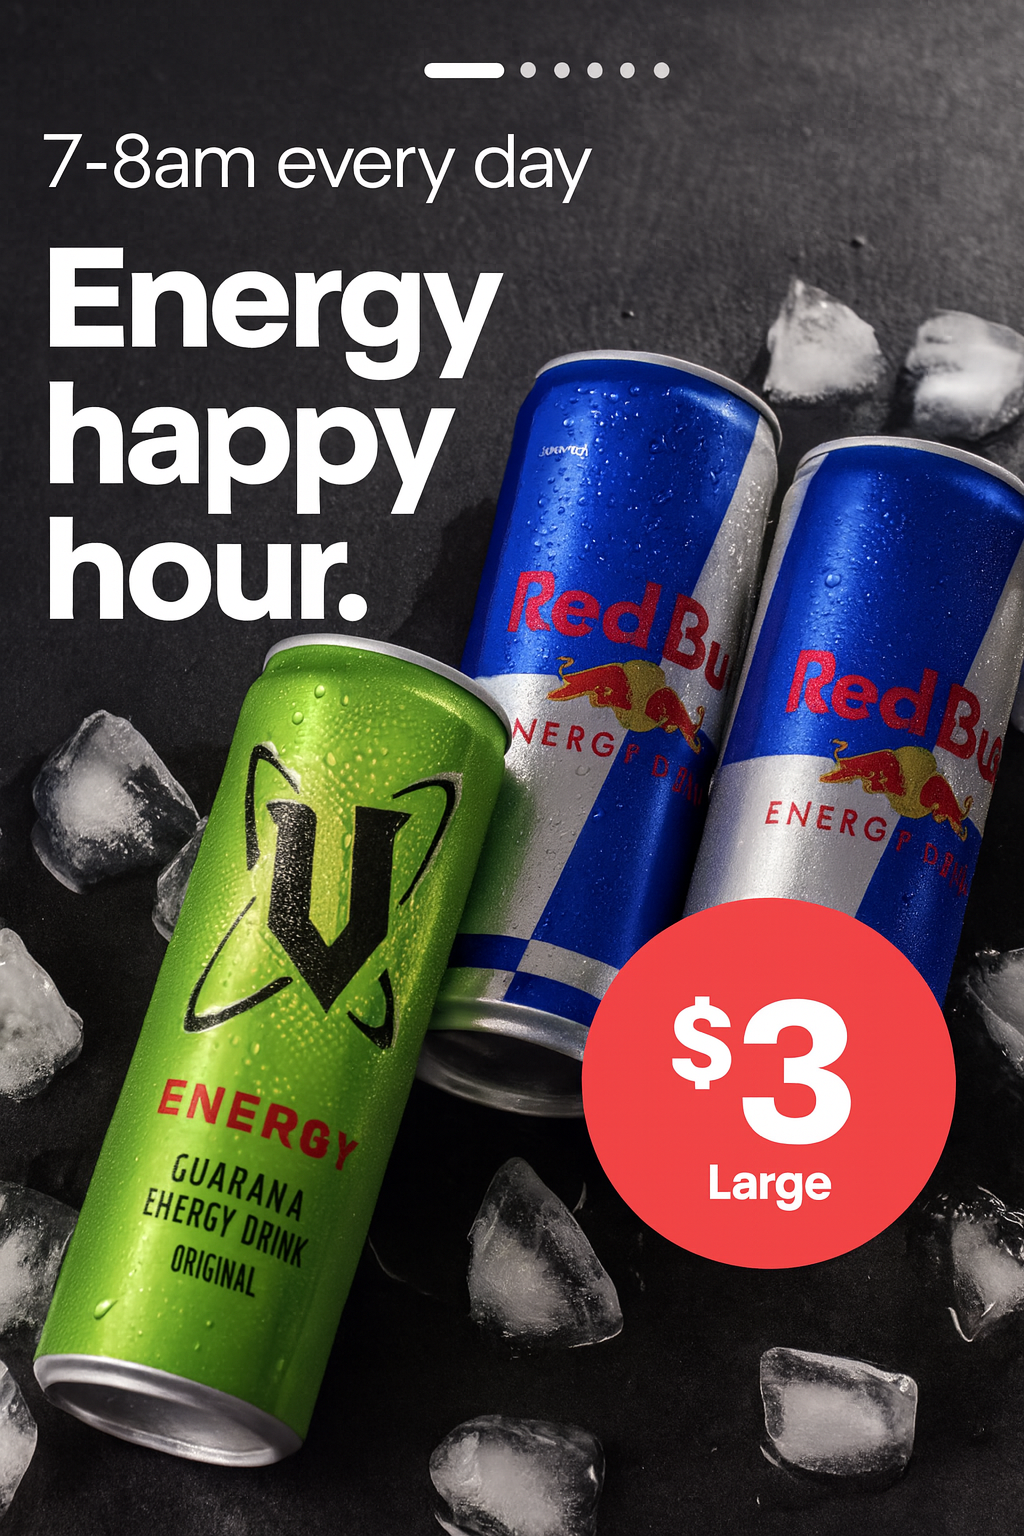 7-8am every day
Energy
happy
hour.
Red Bu
NERG
Red Bu
ENERG
V
ENERGY
GUARANA
EHERGY DRINK
ORIGINAL
$3
Large